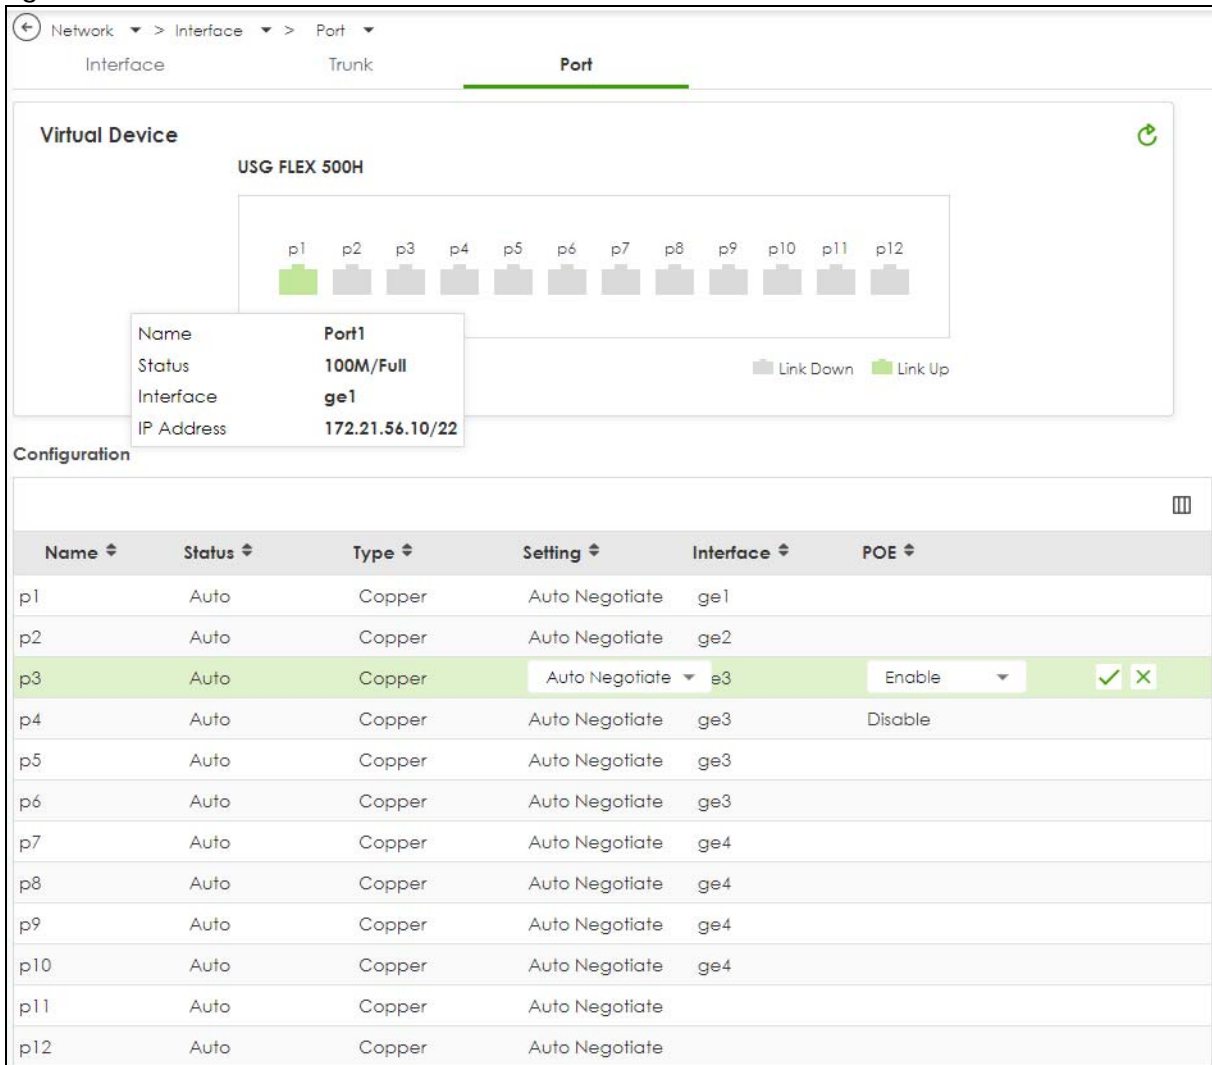 Network > Interface > Port
Interface Trunk Port
Virtual Device
USG FLEX 500H
p1 p2 p3 p4 p5 p6 p7 p8 p9 p10 p11 p12
Name Port1
Status 100M/Full
Link Down Link Up
Interface ge1
IP Address 172.21.56.10/22
Configuration
Name Status Type Setting Interface POE
p1 Auto Copper Auto Negotiate ge1
p2 Auto Copper Auto Negotiate ge2
p3 Auto Copper Auto Negotiate e3 Enable
p4 Auto Copper Auto Negotiate ge3 Disable
p5 Auto Copper Auto Negotiate ge3
p6 Auto Copper Auto Negotiate ge3
p7 Auto Copper Auto Negotiate ge4
p8 Auto Copper Auto Negotiate ge4
p9 Auto Copper Auto Negotiate ge4
p10 Auto Copper Auto Negotiate ge4
p11 Auto Copper Auto Negotiate
p12 Auto Copper Auto Negotiate